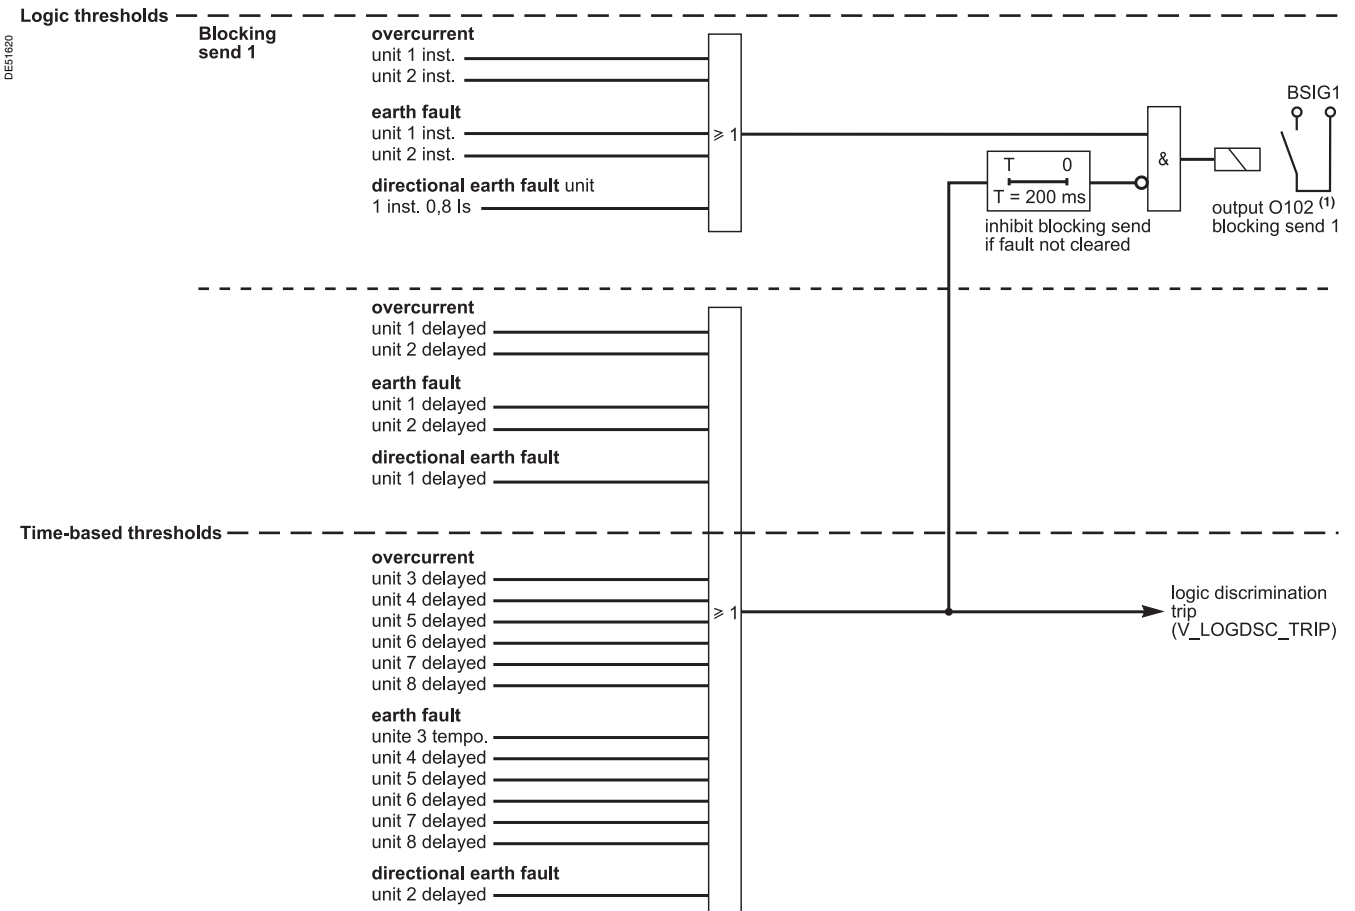 Logic thresholds
DE51620
Blocking
send 1
overcurrent
unit 1 inst.
unit 2 inst.
earth fault
unit 1 inst.
unit 2 inst.
directional earth fault unit
1 inst. 0,8 Is
≥ 1
T 0
T = 200 ms
inhibit blocking send
if fault not cleared
&
BSIG1
output O102 (1)
blocking send 1
overcurrent
unit 1 delayed
unit 2 delayed
earth fault
unit 1 delayed
unit 2 delayed
directional earth fault
unit 1 delayed
Time-based thresholds
overcurrent
unit 3 delayed
unit 4 delayed
unit 5 delayed
unit 6 delayed
unit 7 delayed
unit 8 delayed
≥ 1
logic discrimination
trip
(V_LOGDSC_TRIP)
earth fault
unite 3 tempo.
unit 4 delayed
unit 5 delayed
unit 6 delayed
unit 7 delayed
unit 8 delayed
directional earth fault
unit 2 delayed